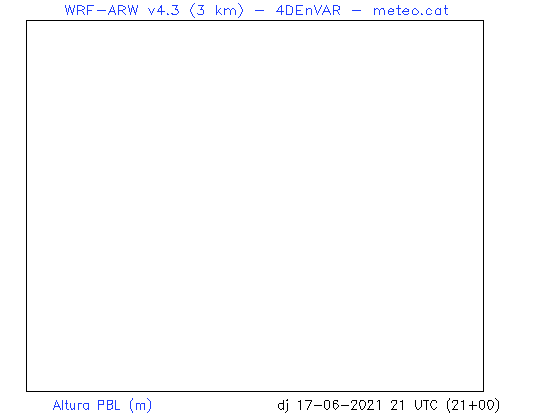 WRF-ARW v4.3 (3 km) - 4DEnVAR - meteo.cat
Altura PBL (m)
dj 17-06-2021 21 UTC (21+00)